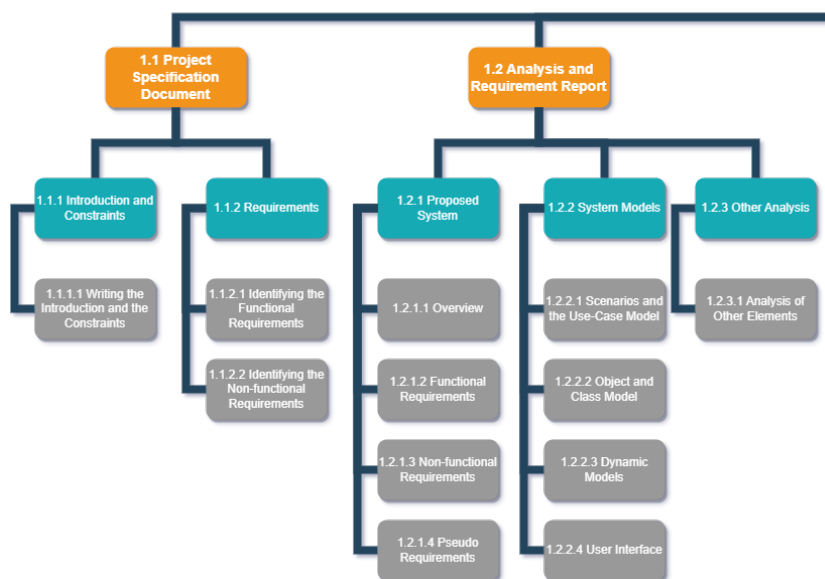 1.1 Project
Specification
Document
1.2 Analysis and
Requirement Report
1.1.1 Introduction and
Constraints
1.1.2 Requirements
1.2.1 Proposed
System
1.2.2 System Models
1.2.3 Other Analysis
1.1.1.1 Writing the
Introduction and the
Constraints
1.1.2.1 Identifying the
Functional
Requirements
1.2.1.1 Overview
1.2.2.1 Scenarios and
the Use-Case Model
1.2.3.1 Analysis of
Other Elements
1.1.2.2 Identifying the
Non-functional
Requirements
1.2.1.2 Functional
Requirements
1.2.2.2 Object and
Class Model
1.2.1.3 Non-functional
Requirements
1.2.2.3 Dynamic
Models
1.2.1.4 Pseudo
Requirements
1.2.2.4 User Interface